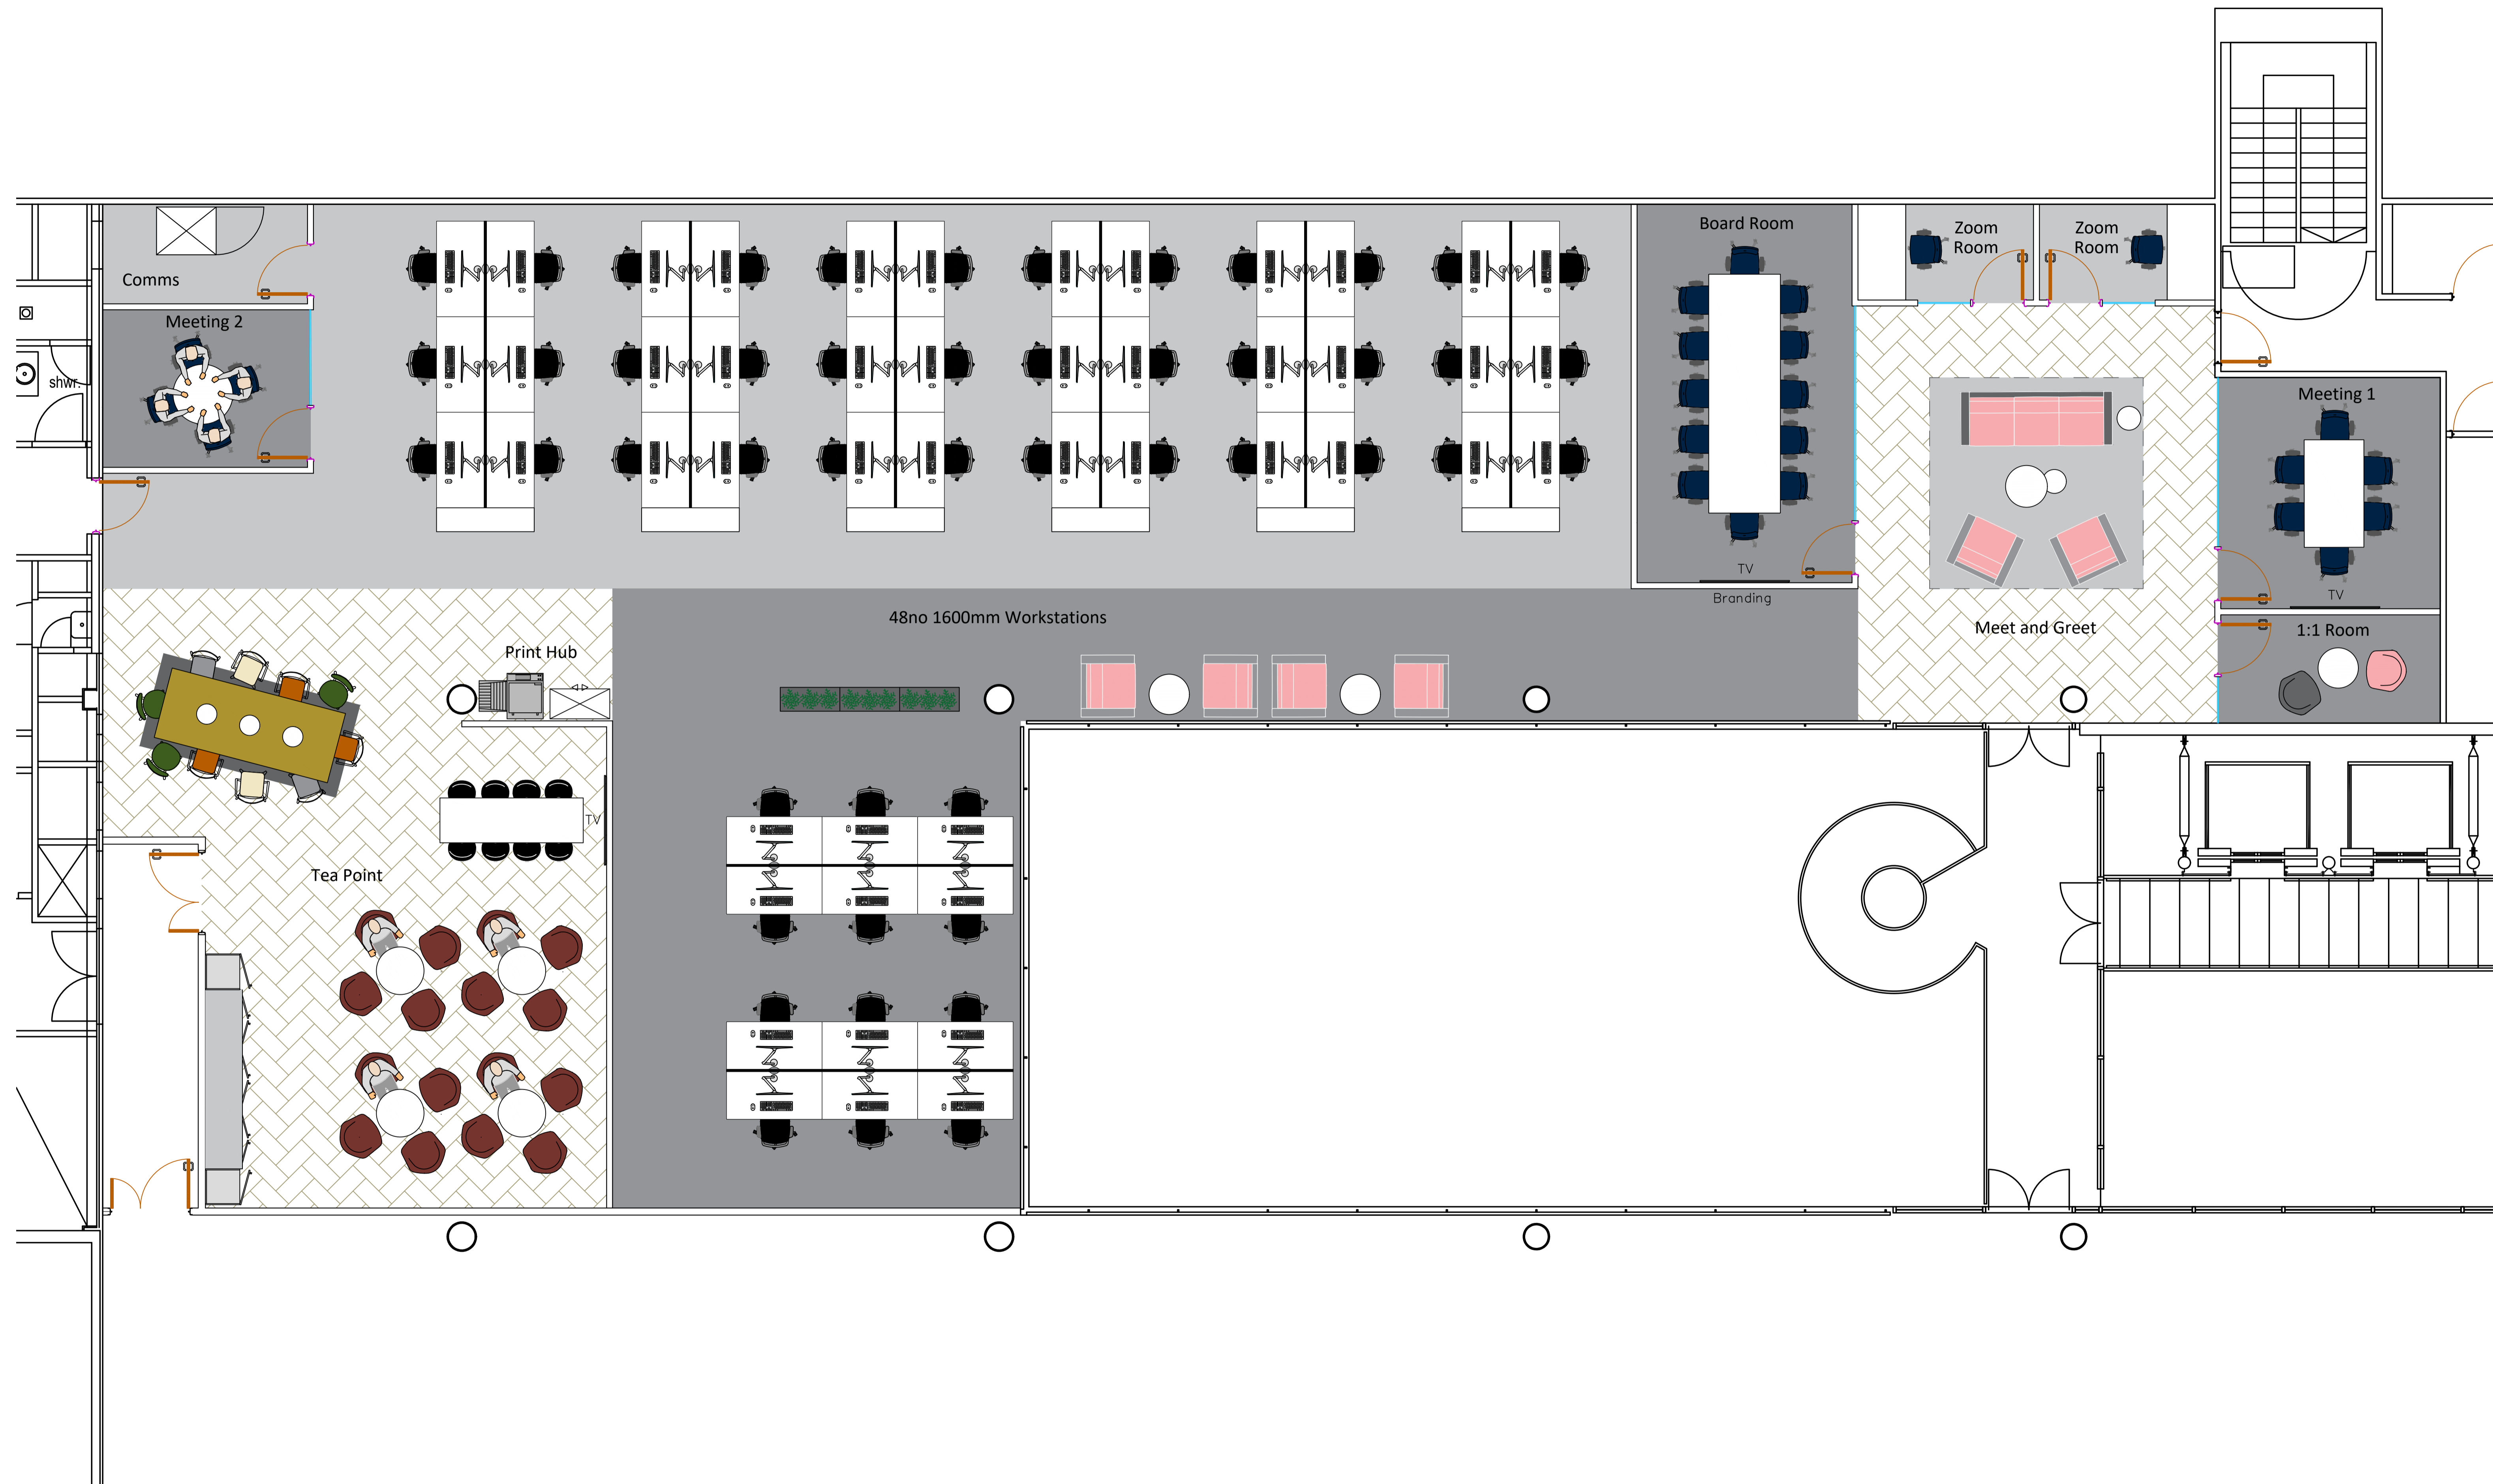 Board Room
Zoom
Room
Zoom
Room
Comms
Meeting 2
shwr.
Meeting 1
TV
Branding
TV
48no 1600mm Workstations
Meet and Greet
1:1 Room
Print Hub
TV
Tea Point